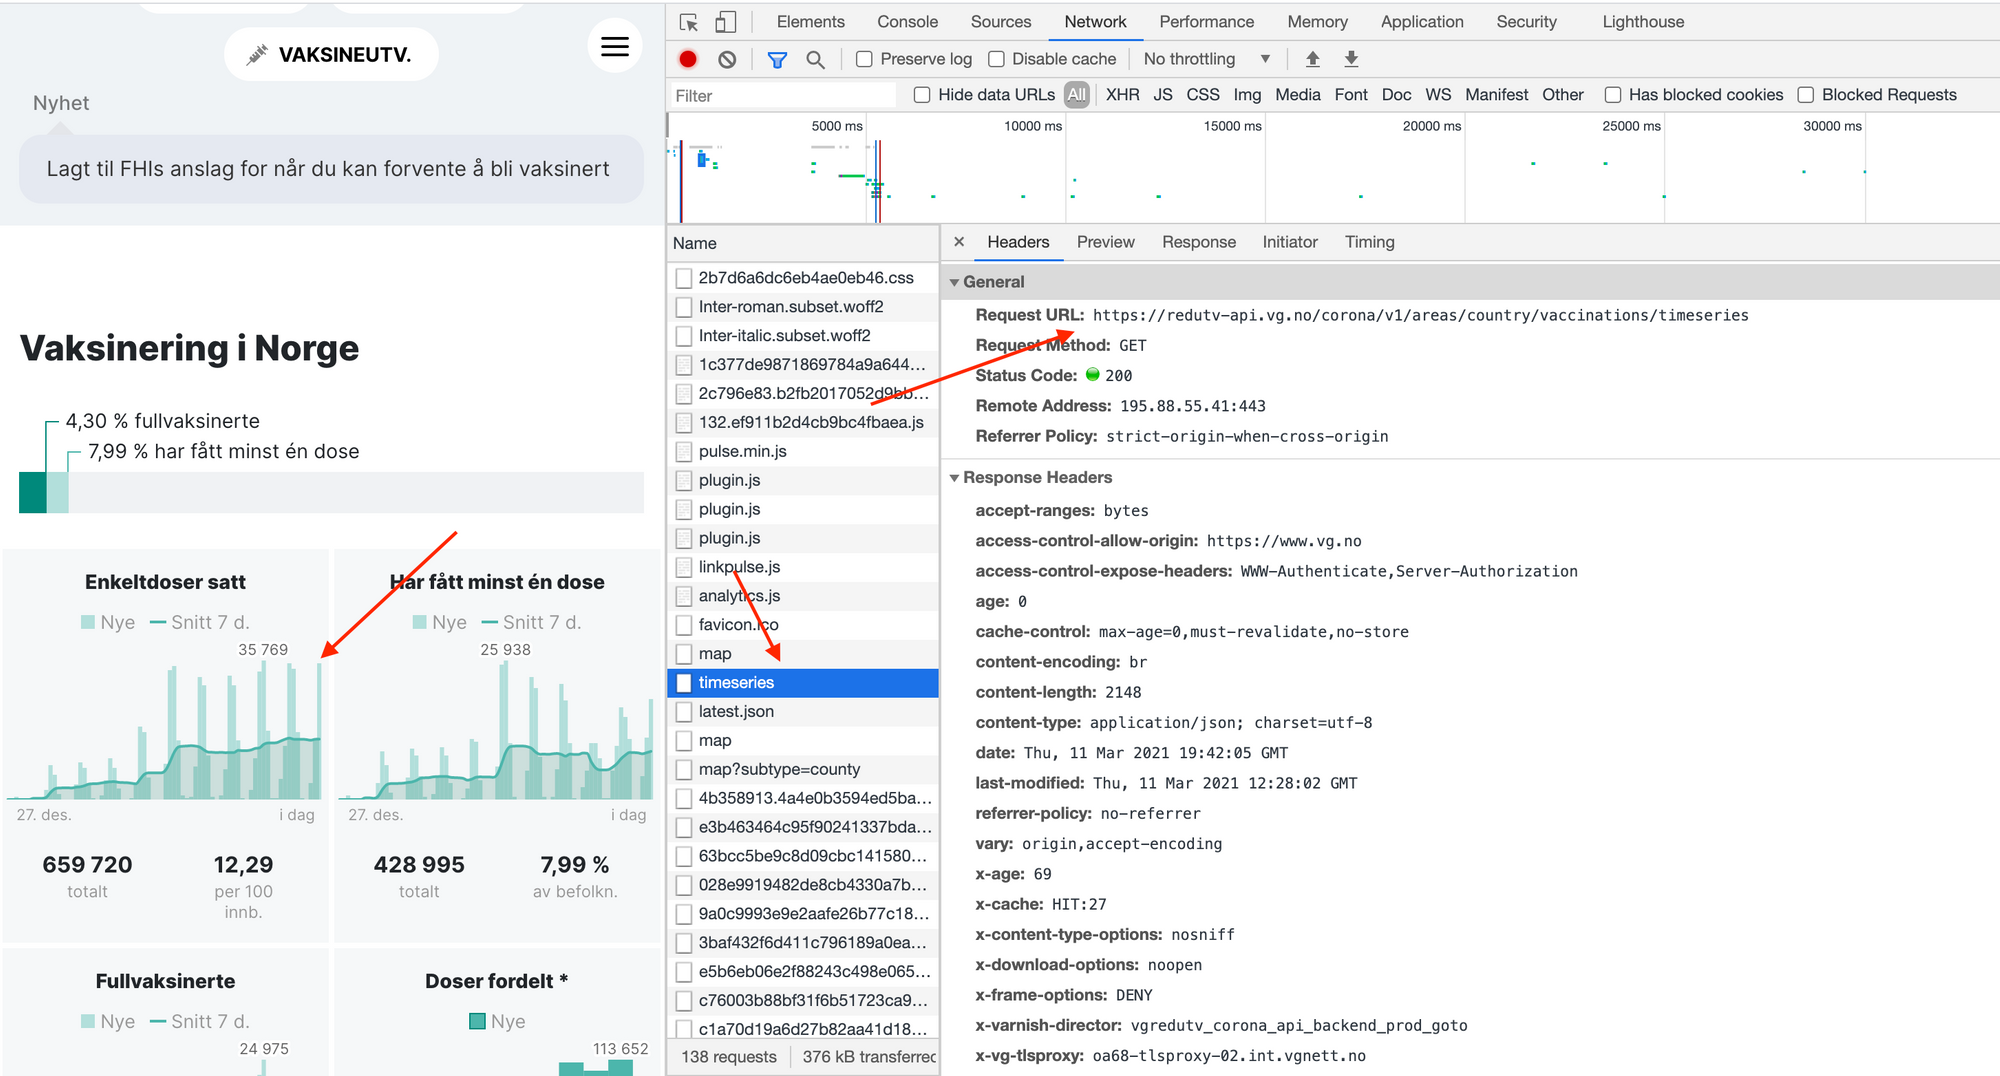 VAKSINEUTV.
Nyhet
Lagt til FHIs anslag for når du kan forvente å bli vaksinert
Vaksinering i Norge
4,30 % fullvaksinerte
7,99 % har fått minst én dose
Enkeltdoser satt
Nye Snitt 7 d.
35 769
27. des. i dag
659 720 12,29
totalt per 100
innb.
Har fått minst én dose
Nye Snitt 7 d.
25 938
27. des. i dag
428 995 7,99 %
totalt av befolkn.
Fullvaksinerte
Nye Snitt 7 d.
24 975
Doser fordelt *
Nye
113 652
Elements Console Sources Network Performance Memory Application Security Lighthouse
Preserve log Disable cache No throttling
Filter Hide data URLs All XHR JS CSS Img Media Font Doc WS Manifest Other Has blocked cookies Blocked Requests
5000 ms 10000 ms 15000 ms 20000 ms 25000 ms 30000 ms
Name
2b7d6a6dc6eb4ae0eb46.css
Inter-roman.subset.woff2
Inter-italic.subset.woff2
1c377de9871869784a9a644...
2c796e83.b2fb2017052d9bb...
132.ef911b2d4cb9bc4fbaea.js
pulse.min.js
plugin.js
plugin.js
plugin.js
linkpulse.js
analytics.js
favicon.ico
map
timeseries
latest.json
map
map?subtype=county
4b358913.4a4e0b3594ed5ba...
e3b463464c95f90241337bda...
63bcc5be9c8d09cbc141580...
028e9919482de8cb4330a7b...
9a0c9993e9e2aafe26b77c18...
3baf432f6d411c796189a0ea...
e5b6eb06e2f88243c498e065...
c76003b88bf31f6b51723ca9...
c1a70d19a6d27b82aa41d18...
138 requests 376 kB transferred
Headers Preview Response Initiator Timing
General
Request URL: https://redutv-api.vg.no/corona/v1/areas/country/vaccinations/timeseries
Request Method: GET
Status Code: 200
Remote Address: 195.88.55.41:443
Referrer Policy: strict-origin-when-cross-origin
Response Headers
accept-ranges: bytes
access-control-allow-origin: https://www.vg.no
access-control-expose-headers: WWW-Authenticate,Server-Authorization
age: 0
cache-control: max-age=0,must-revalidate,no-store
content-encoding: br
content-length: 2148
content-type: application/json; charset=utf-8
date: Thu, 11 Mar 2021 19:42:05 GMT
last-modified: Thu, 11 Mar 2021 12:28:02 GMT
referrer-policy: no-referrer
vary: origin,accept-encoding
x-age: 69
x-cache: HIT:27
x-content-type-options: nosniff
x-download-options: noopen
x-frame-options: DENY
x-varnish-director: vgredutv_corona_api_backend_prod_goto
x-vg-tlsproxy: oa68-tlsproxy-02.int.vgnett.no